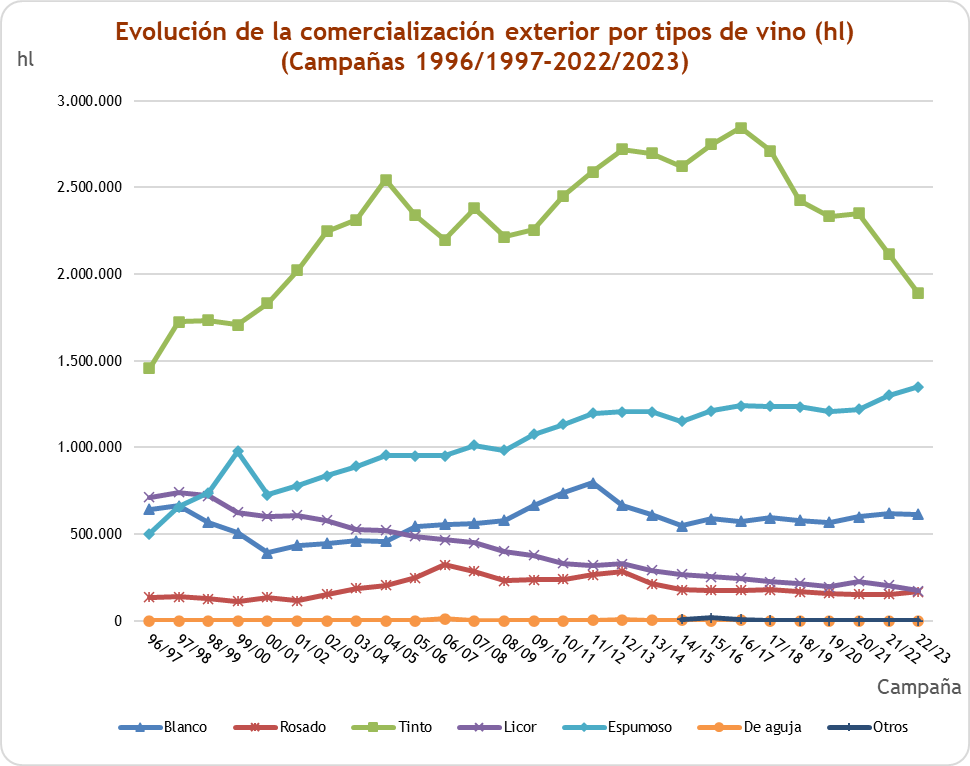 Evolución de la comercialización exterior por tipos de vino (hl)
(Campañas 1996/1997-2022/2023)
hl
3.000.000
2.500.000
2.000.000
1.500.000
1.000.000
500.000
0
96/97 97/98 98/99 99/00 00/01 01/02 02/03 03/04 04/05 05/06 06/07 07/08 08/09 09/10 10/11 11/12 12/13 13/14 14/15 15/16 16/17 17/18 18/19 19/20 20/21 21/22 22/23
Campaña
Blanco Rosado Tinto Licor Espumoso De aguja Otros